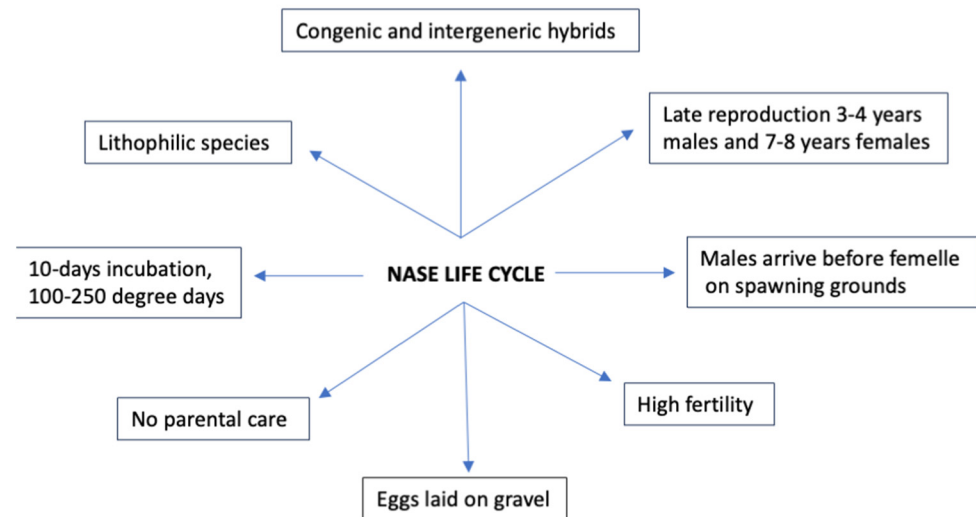 Congenic and intergeneric hybrids
Late reproduction 3-4 years
males and 7-8 years females
Lithophilic species
Males arrive before femelle
on spawning grounds
10-days incubation,
100-250 degree days
NASE LIFE CYCLE
High fertility
No parental care
Eggs laid on gravel